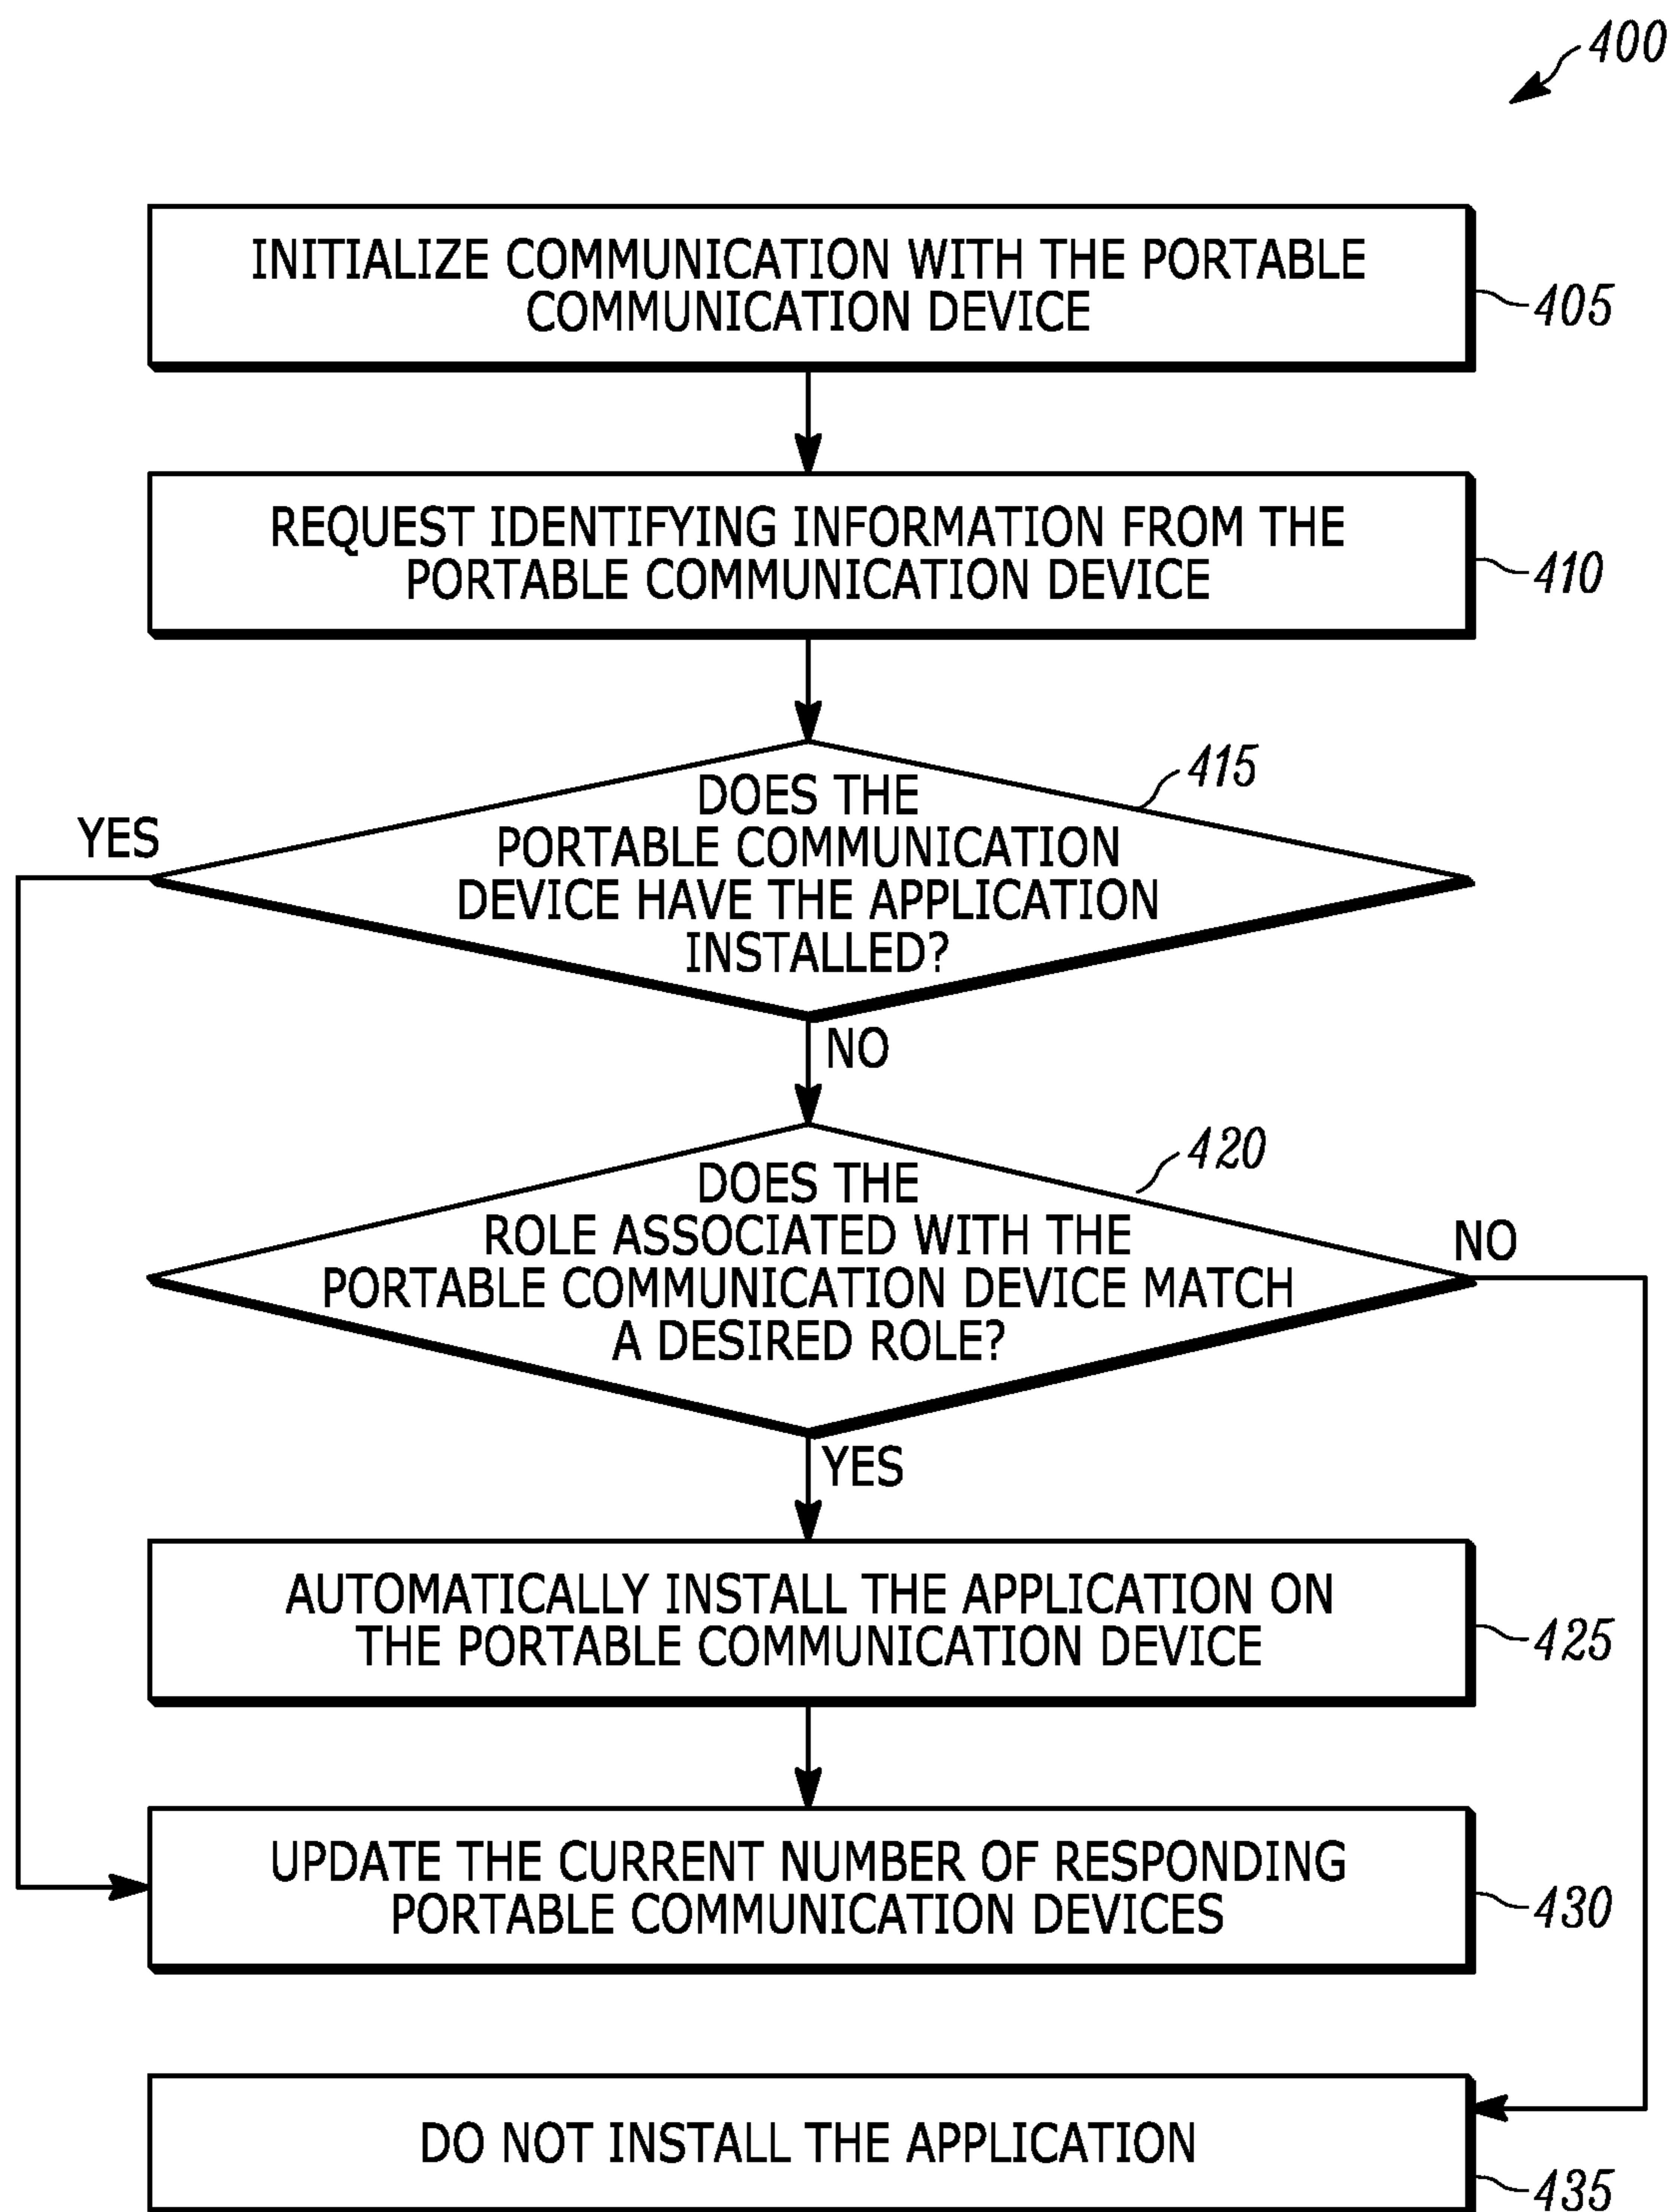 400
INITIALIZE COMMUNICATION WITH THE PORTABLE
COMMUNICATION DEVICE
405
REQUEST IDENTIFYING INFORMATION FROM THE
PORTABLE COMMUNICATION DEVICE
410
415
DOES THE
PORTABLE COMMUNICATION
DEVICE HAVE THE APPLICATION
INSTALLED?
YES
NO
420
DOES THE
ROLE ASSOCIATED WITH THE
PORTABLE COMMUNICATION DEVICE MATCH
A DESIRED ROLE?
NO
YES
AUTOMATICALLY INSTALL THE APPLICATION ON
THE PORTABLE COMMUNICATION DEVICE
425
UPDATE THE CURRENT NUMBER OF RESPONDING
PORTABLE COMMUNICATION DEVICES
430
DO NOT INSTALL THE APPLICATION
435